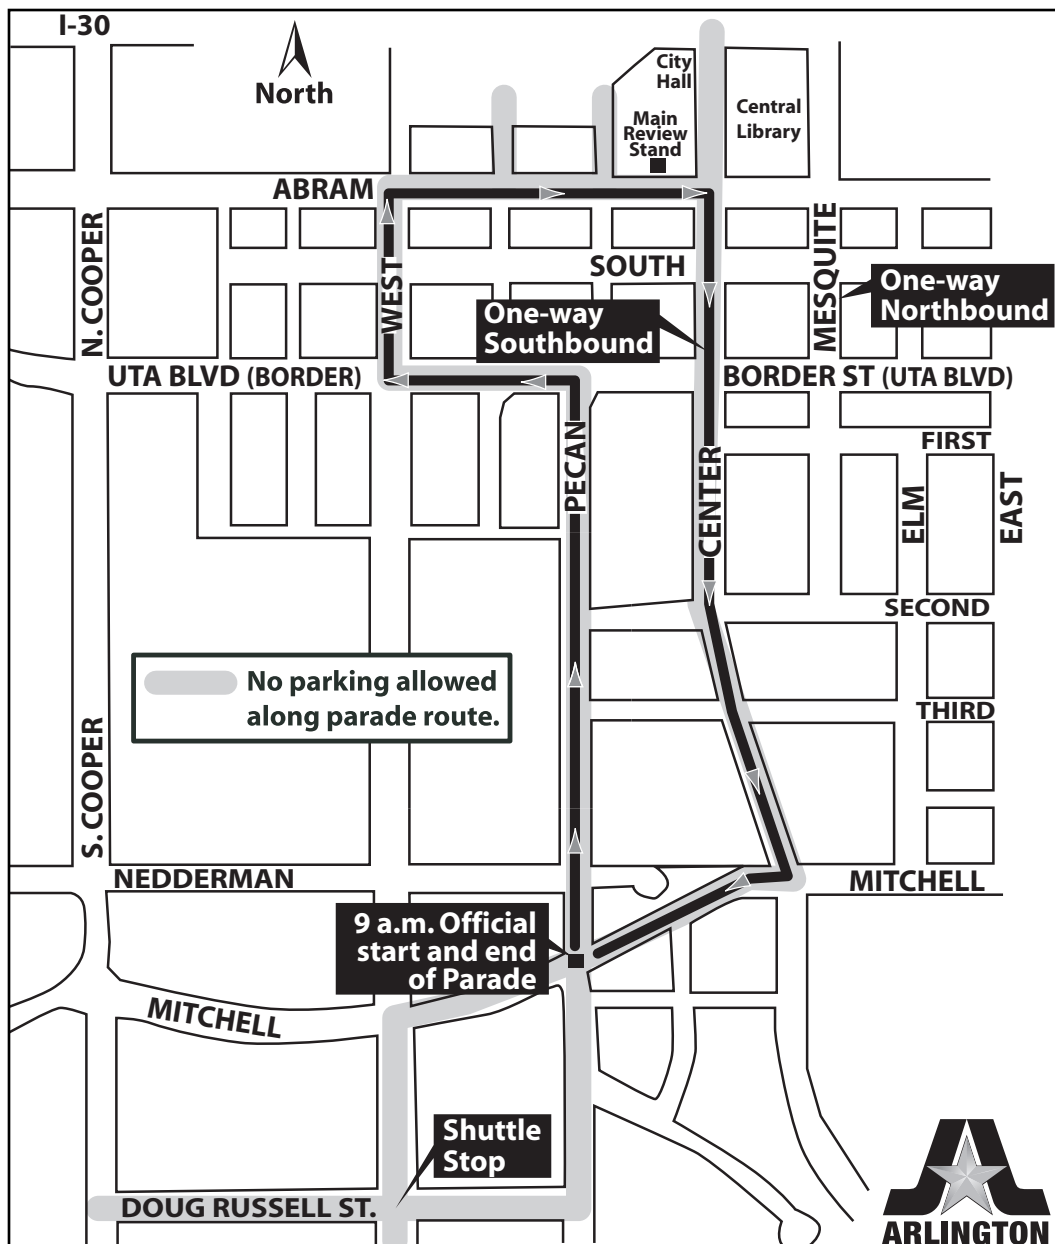 I-30
North
City
Hall
Main
Review
Stand
Central
Library
ABRAM
N. COOPER
WEST
SOUTH
MESQUITE
One-way
Northbound
One-way
Southbound
UTA BLVD (BORDER)
BORDER ST (UTA BLVD)
PECAN
CENTER
FIRST
ELM
EAST
SECOND
No parking allowed
along parade route.
THIRD
S. COOPER
NEDDERMAN
MITCHELL
9 a.m. Official
start and end
of Parade
MITCHELL
Shuttle
Stop
DOUG RUSSELL ST.
ARLINGTON